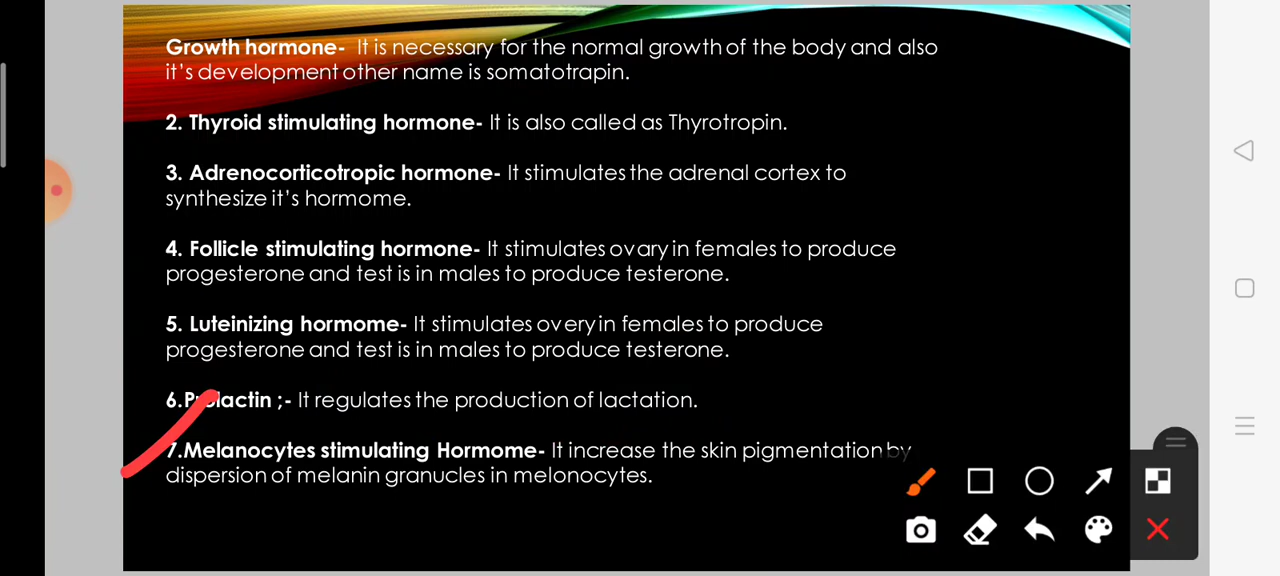 Growth hormone- It is necessary for the normal growth of the body and also
it's development other name is somatotrapin.
2. Thyroid stimulating hormone- It is also called as Thyrotropin.
3. Adrenocorticotropic hormone- It stimulates the adrenal cortex to
synthesize it's hormome.
4. Follicle stimulating hormone- It stimulates ovary in females to produce
progesterone and test is in males to produce testerone.
5. Luteinizing hormome- It stimulates overy in females to produce
progesterone and test is in males to produce testerone.
6.Prolactin ;- It regulates the production of lactation.
7.Melanocytes stimulating Hormome- It increase the skin pigmentation by
dispersion of melanin granucles in melonocytes.